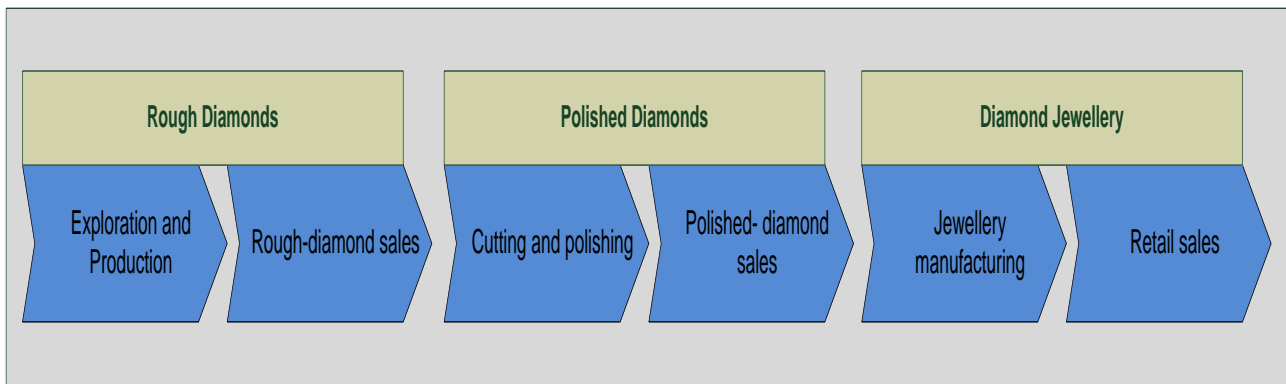 Rough Diamonds
Polished Diamonds
Diamond Jewellery
Exploration and
Production
Rough-diamond sales
Cutting and polishing
Polished- diamond
sales
Jewellery
manufacturing
Retail sales